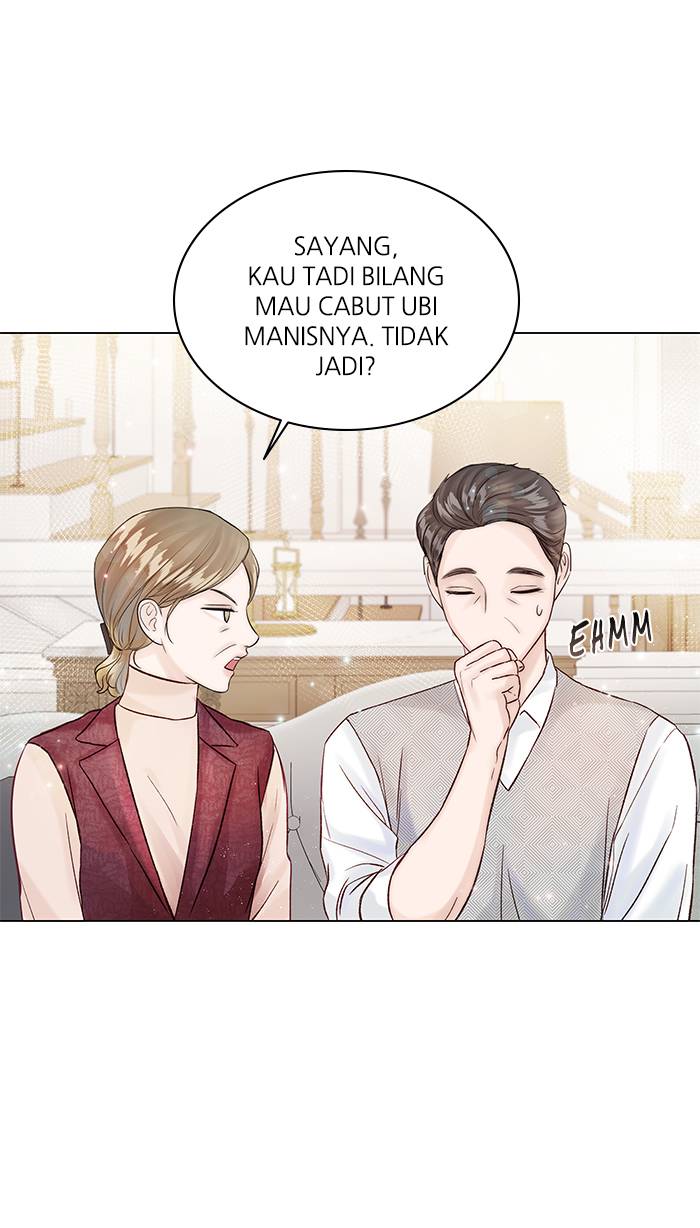 SAYANG,
KAU TADI BILANG
MAU CABUT UBI
MANISNYA. TIDAK
JADI?
EHMM